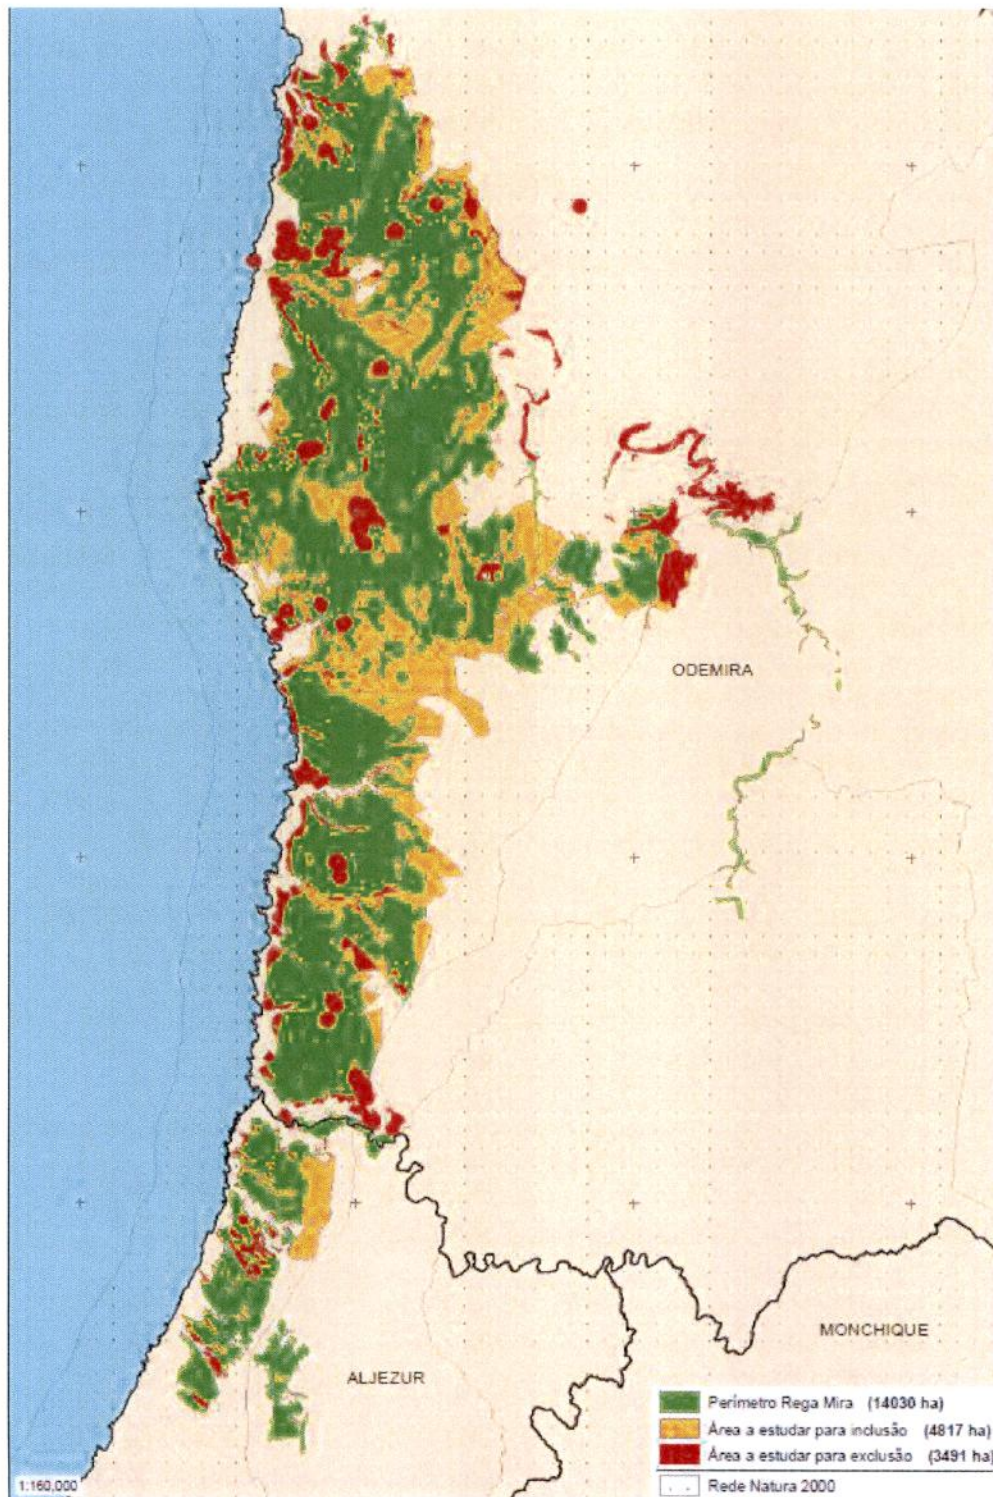 ODEMIRA
MONCHIQUE
ALJEZUR
Perímetro Rega Mira (14030 ha)
Área a estudar para inclusão (4817 ha)
Área a estudar para exclusão (3491 ha)
Rede Natura 2000
1:160,000